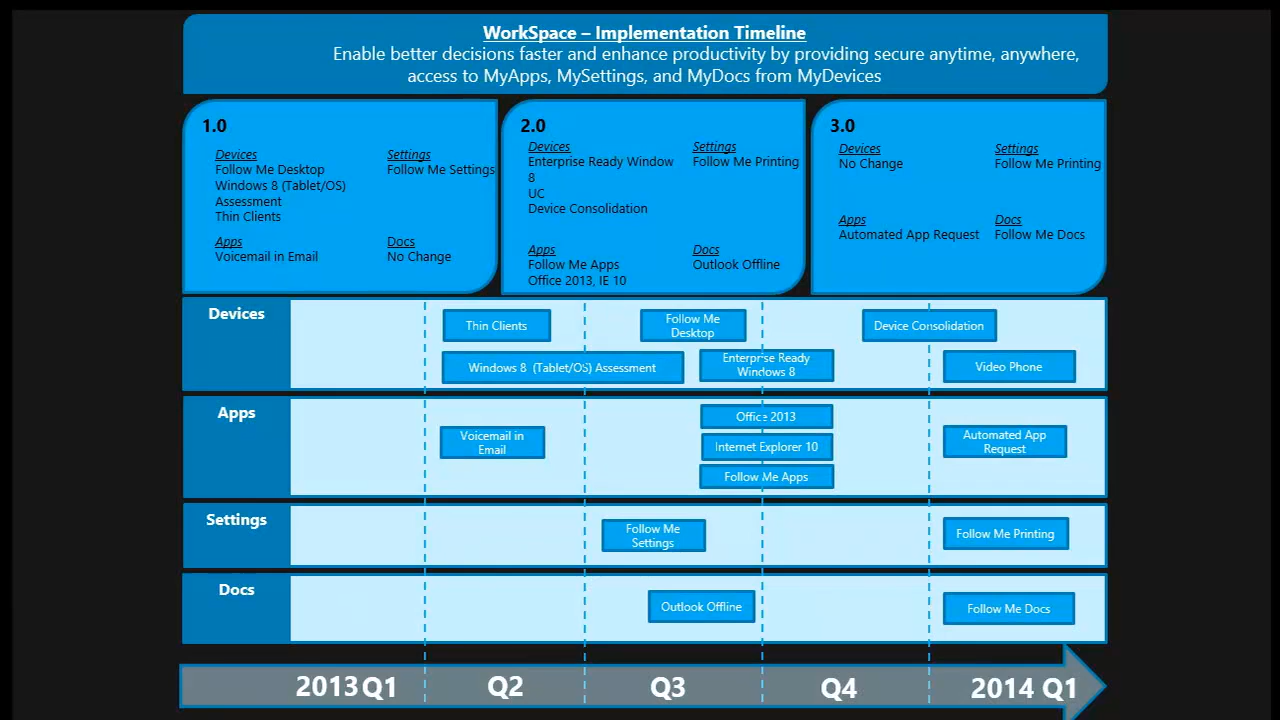 WorkSpace – Implementation Timeline
Enable better decisions faster and enhance productivity by providing secure anytime, anywhere,
access to MyApps, MySettings, and MyDocs from MyDevices
1.0
Devices
Follow Me Desktop
Windows 8 (Tablet/OS)
Assessment
Thin Clients
Settings
Follow Me Settings
Apps
Voicemail in Email
Docs
No Change
2.0
Devices
Enterprise Ready Window
8
UC
Device Consolidation
Settings
Follow Me Printing
Apps
Follow Me Apps
Office 2013, IE 10
Docs
Outlook Offline
3.0
Devices
No Change
Settings
Follow Me Printing
Apps
Automated App Request
Docs
Follow Me Docs
Devices
Thin Clients
Follow Me
Desktop
Device Consolidation
Windows 8 (Tablet/OS) Assessment
Enterprise Ready
Windows 8
Video Phone
Apps
Voicemail in
Email
Office 2013
Internet Explorer 10
Follow Me Apps
Automated App
Request
Settings
Follow Me
Settings
Follow Me Printing
Docs
Outlook Offline
Follow Me Docs
2013 Q1 Q2 Q3 Q4 2014 Q1